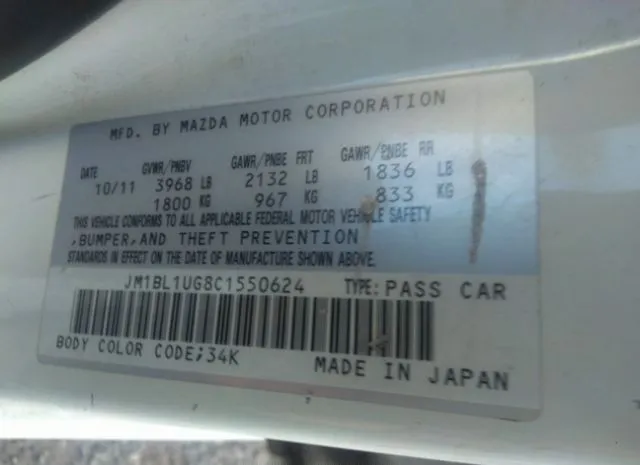 MFD. BY MAZDA MOTOR CORPORATION
DATE GVWR/PNBV GAWR/PNBE FRT GAWR/PNBE RR
10/11 3968 LB 2132 LB 1836 LB
1800 KG 967 KG 833 KG
THIS VEHICLE CONFORMS TO ALL APPLICABLE FEDERAL MOTOR VEHICLE SAFETY
,BUMPER,AND THEFT PREVENTION
STANDARDS IN EFFECT ON THE DATE OF MANUFACTURE SHOWN ABOVE.
JM1BL1UG8C1550624 TYPE:PASS CAR
BODY COLOR CODE;34K MADE IN JAPAN